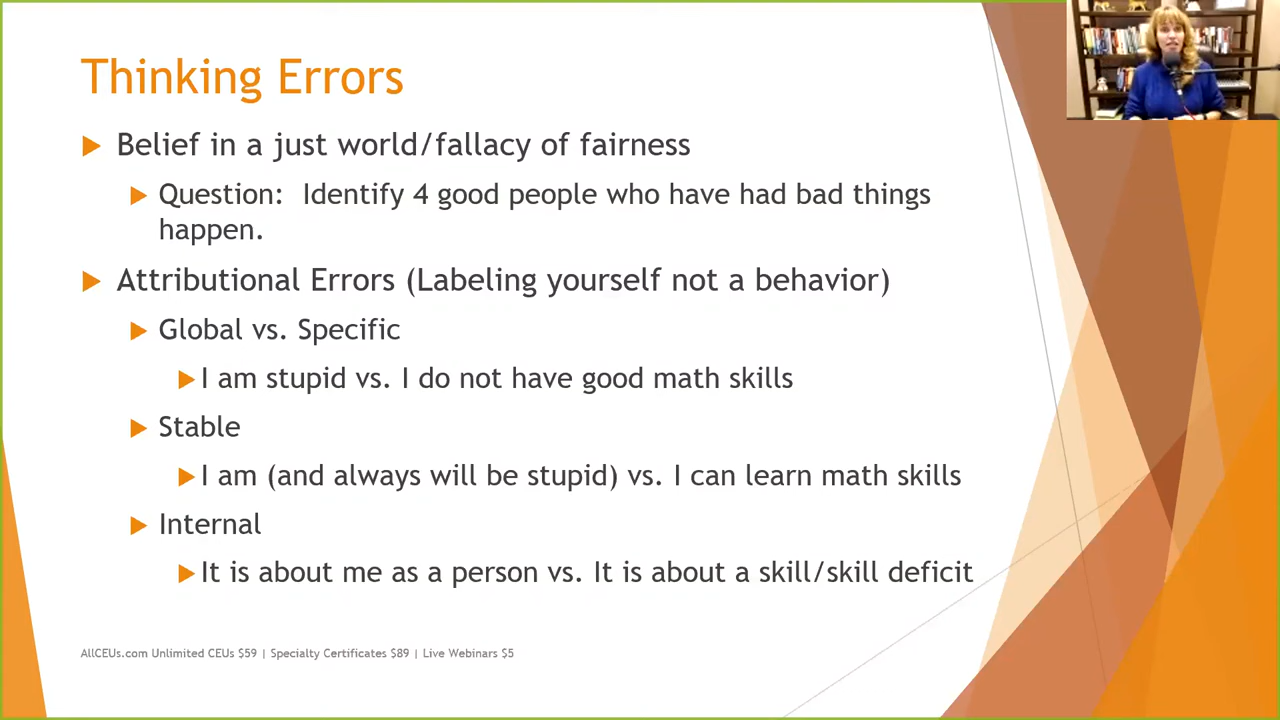 Thinking Errors
Belief in a just world/fallacy of fairness
Question:  Identify 4 good people who have had bad things
happen.
Attributional Errors (Labeling yourself not a behavior)
Global vs. Specific
I am stupid vs. I do not have good math skills
Stable
I am (and always will be stupid) vs. I can learn math skills
Internal
It is about me as a person vs. It is about a skill/skill deficit
AllCEUs.com Unlimited CEUs $59 | Specialty Certificates $89 | Live Webinars $5